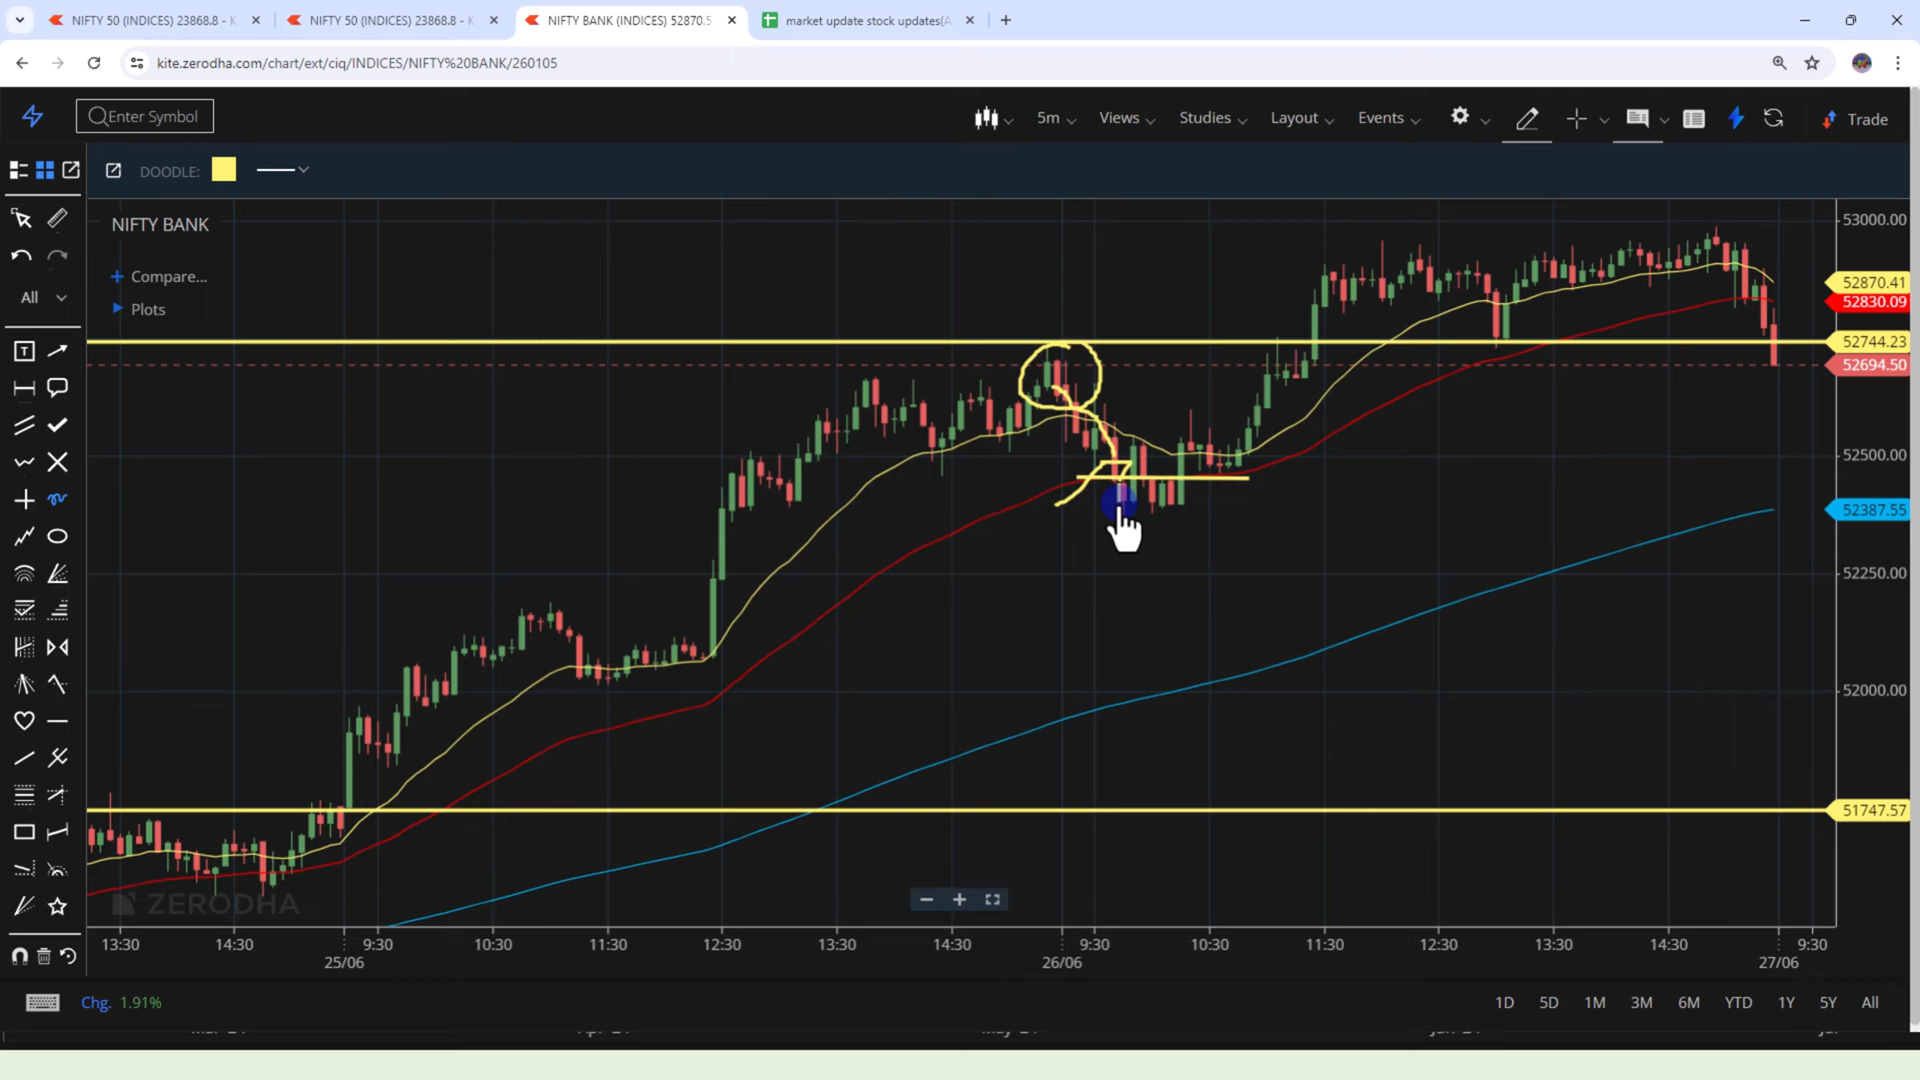 NIFTY 50 (INDICES) 23868.8 - K
NIFTY 50 (INDICES) 23868.8 - K
NIFTY BANK (INDICES) 52870.5
market update stock updates(A
kite.zerodha.com/chart/ext/ciq/INDICES/NIFTY%20BANK/260105
Enter Symbol
5m
Views
Studies
Layout
Events
Trade
DOODLE:
NIFTY BANK
Compare...
Plots
All
T
53000.00
52870.41
52830.09
52744.23
52694.50
52500.00
52387.55
52250.00
52000.00
51747.57
ZERODHA
13:30 14:30 9:30 10:30 11:30 12:30 13:30 14:30 9:30 10:30 11:30 12:30 13:30 14:30 9:30
25/06 26/06 27/06
Chg. 1.91%
1D 5D 1M 3M 6M YTD 1Y 5Y All